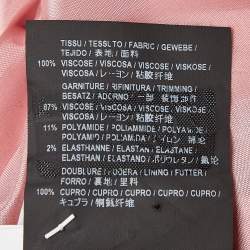 TISSU / TESSLTO / FABRIC / GEWEBE /
TEJIDO / 表地 / 面料
100% VISCOSE / VISCOSA / VISCOSE / VISKOSE
/ VISCOSA / レーヨン / 粘胶纤维
GARNITURE / RIFINITURA / TRIMMING /
BESATZ / ADORNO / 一部 / 装饰部分
87% VISCOSE / VISCOSA / VISCOSE / VISKOSE
/ VISCOSA / レーヨン / 粘胶纤维
11% POLYAMIDE / POLIAMMIDE / POLYAMIDE /
POLYAMID / POLIAMIDA / ナイロン / 锦纶
2% ELASTHANNE / ELASTAN / ELASTANE /
ELASTHAN / ELASTANO / ポリウレタン / 氨纶
DOUBLURE / FODERA / LINING / FUTTER /
FORRO / 裏地 / 里料
100% CUPRO / CUPRO / CUPRO / CUPRO / CUPRO
/ キュプラ / 铜氨纤维